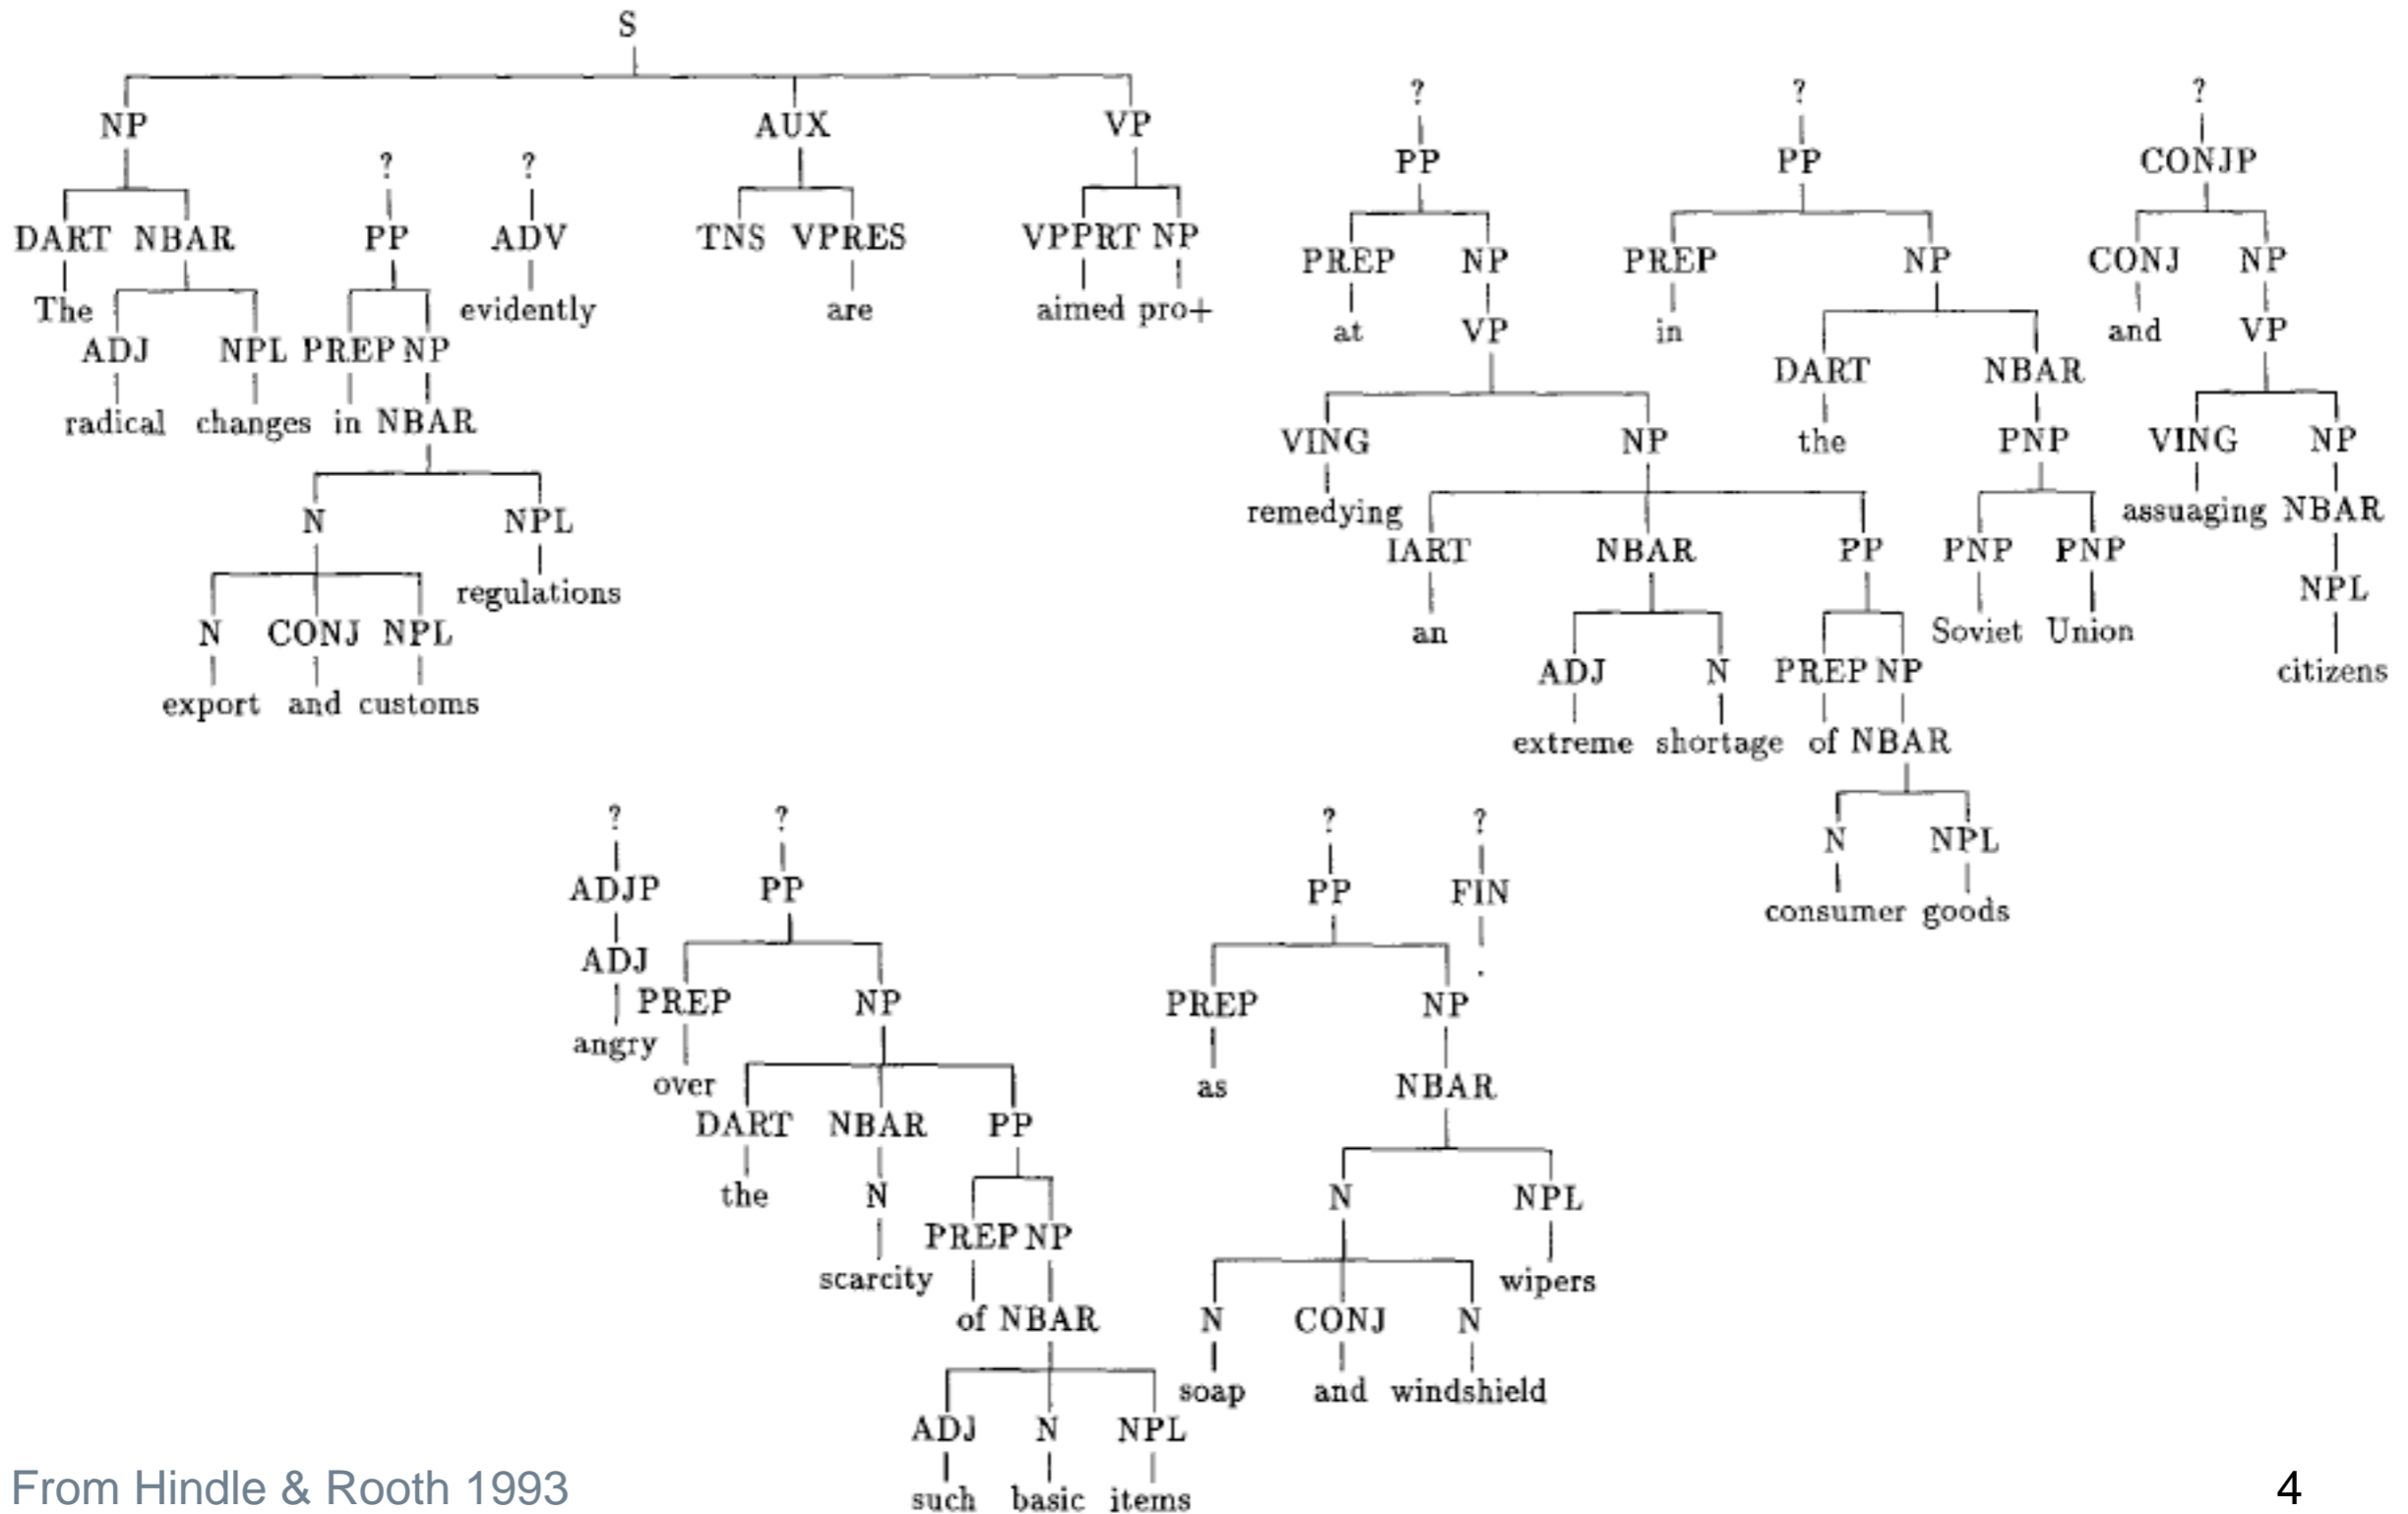 S
NP AUX VP
? ?
DART NBAR PP ADV TNS VPRES VPPRT NP
The evidently are aimed pro+
ADJ NPL PREP NP
radical changes in NBAR
N NPL
regulations
N CONJ NPL
export and customs
? ? ?
PP PP CONJP
PREP NP PREP NP CONJ NP
at VP in and VP
DART NBAR
VING NP the PNP VING NP
remedying assuaging NBAR
IART NBAR PP PNP PNP
NPL
an Soviet Union
ADJ N PREP NP citizens
extreme shortage of NBAR
N NPL
consumer goods
? ? ? ?
ADJP PP PP FIN
ADJ .
PREP NP PREP NP
angry
over as NBAR
DART NBAR PP
the N N NPL
PREP NP
scarcity wipers
of NBAR N CONJ N
soap and windshield
ADJ N NPL
such basic items
From Hindle & Rooth 1993 4